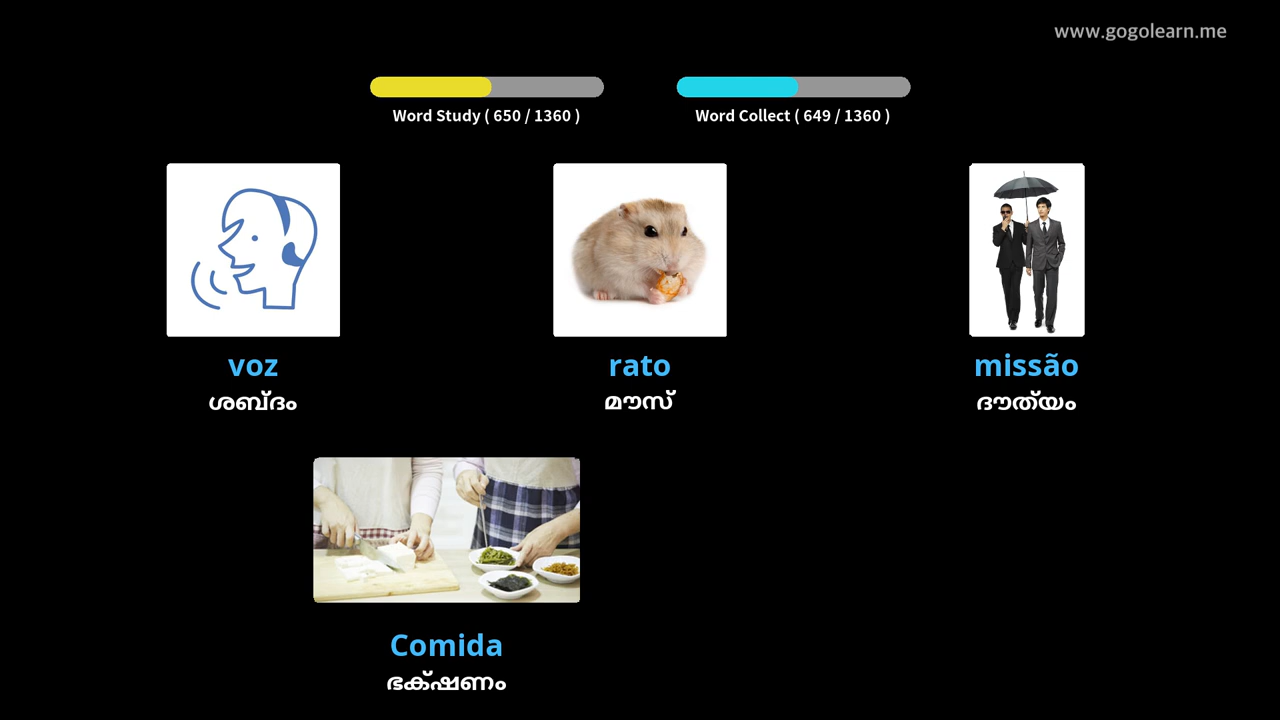 www.gogolearn.me
Word Study ( 650 / 1360 )
Word Collect ( 649 / 1360 )
voz
ശബ്ദം
rato
മൗസ്
missão
ദൗത്യം
Comida
ഭക്ഷണം